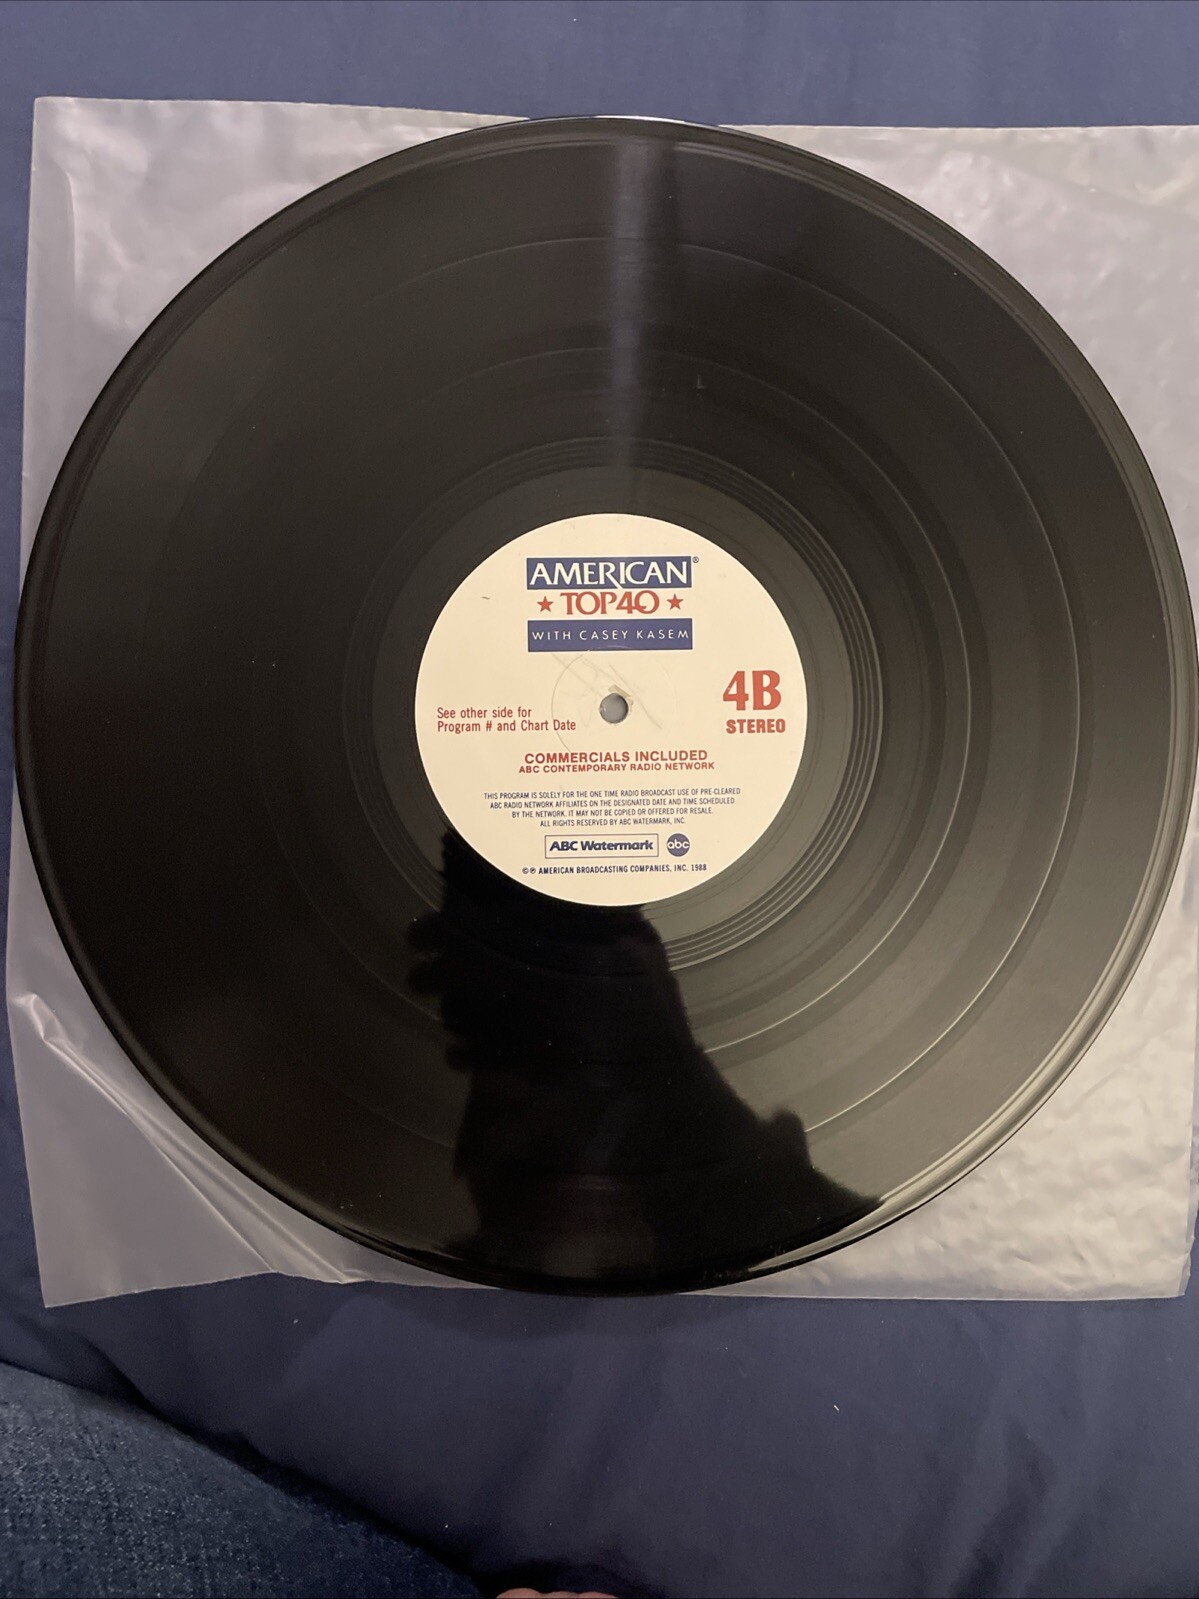 AMERICAN®
★ TOP40 ★
WITH CASEY KASEM
4B
STEREO
See other side for
Program # and Chart Date
COMMERCIALS INCLUDED
ABC CONTEMPORARY RADIO NETWORK
THIS PROGRAM IS SOLELY FOR THE ONE TIME RADIO BROADCAST USE OF PRE-CLEARED
ABC RADIO NETWORK AFFILIATES ON THE DESIGNATED DATE AND TIME SCHEDULED
BY THE NETWORK. IT MAY NOT BE COPIED OR OFFERED FOR RESALE.
ALL RIGHTS RESERVED BY ABC WATERMARK, INC.
ABC Watermark abc
©℗ AMERICAN BROADCASTING COMPANIES, INC. 1988